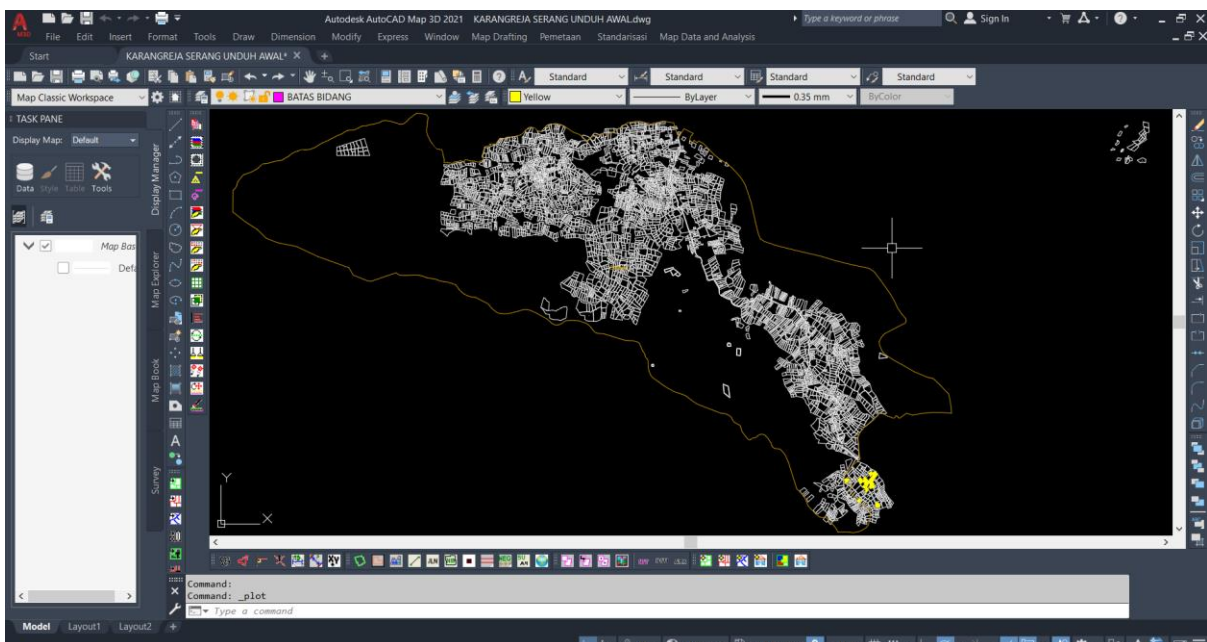 Autodesk AutoCAD Map 3D 2021 KARANGREJA SERANG UNDUH AWAL.dwg
Type a keyword or phrase
Sign In
File Edit Insert Format Tools Draw Dimension Modify Express Window Map Drafting Pemetaan Standarisasi Map Data and Analysis
Start KARANGREJA SERANG UNDUH AWAL*
Standard Standard Standard Standard
Map Classic Workspace BATAS BIDANG Yellow ByLayer 0.35 mm ByColor
TASK PANE
Display Map: Default
Data Style Table Tools
Display Manager
Map Explorer
Map Book
Survey
Map Bas
Defa
Y
X
Command:
Command: _plot
Type a command
Model Layout1 Layout2